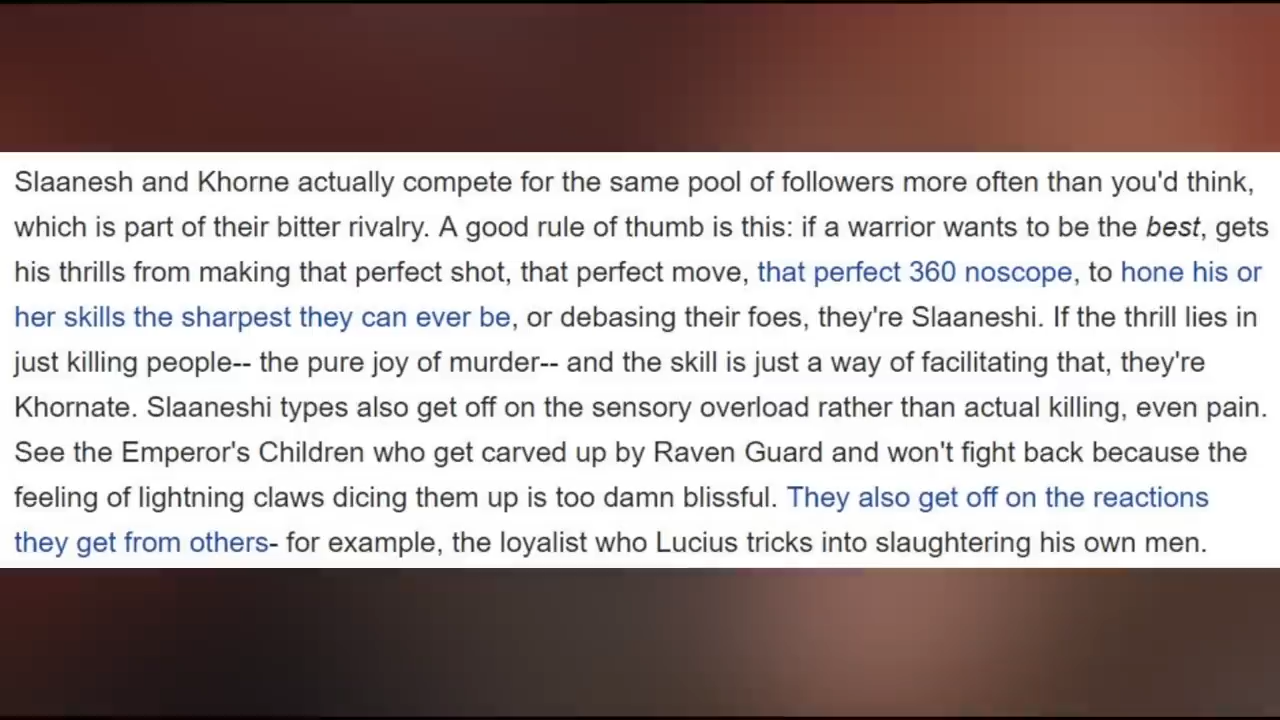 Slaanesh and Khorne actually compete for the same pool of followers more often than you'd think,
which is part of their bitter rivalry. A good rule of thumb is this: if a warrior wants to be the best, gets
his thrills from making that perfect shot, that perfect move, that perfect 360 noscope, to hone his or
her skills the sharpest they can ever be, or debasing their foes, they're Slaaneshi. If the thrill lies in
just killing people-- the pure joy of murder-- and the skill is just a way of facilitating that, they're
Khornate. Slaaneshi types also get off on the sensory overload rather than actual killing, even pain.
See the Emperor's Children who get carved up by Raven Guard and won't fight back because the
feeling of lightning claws dicing them up is too damn blissful. They also get off on the reactions
they get from others- for example, the loyalist who Lucius tricks into slaughtering his own men.